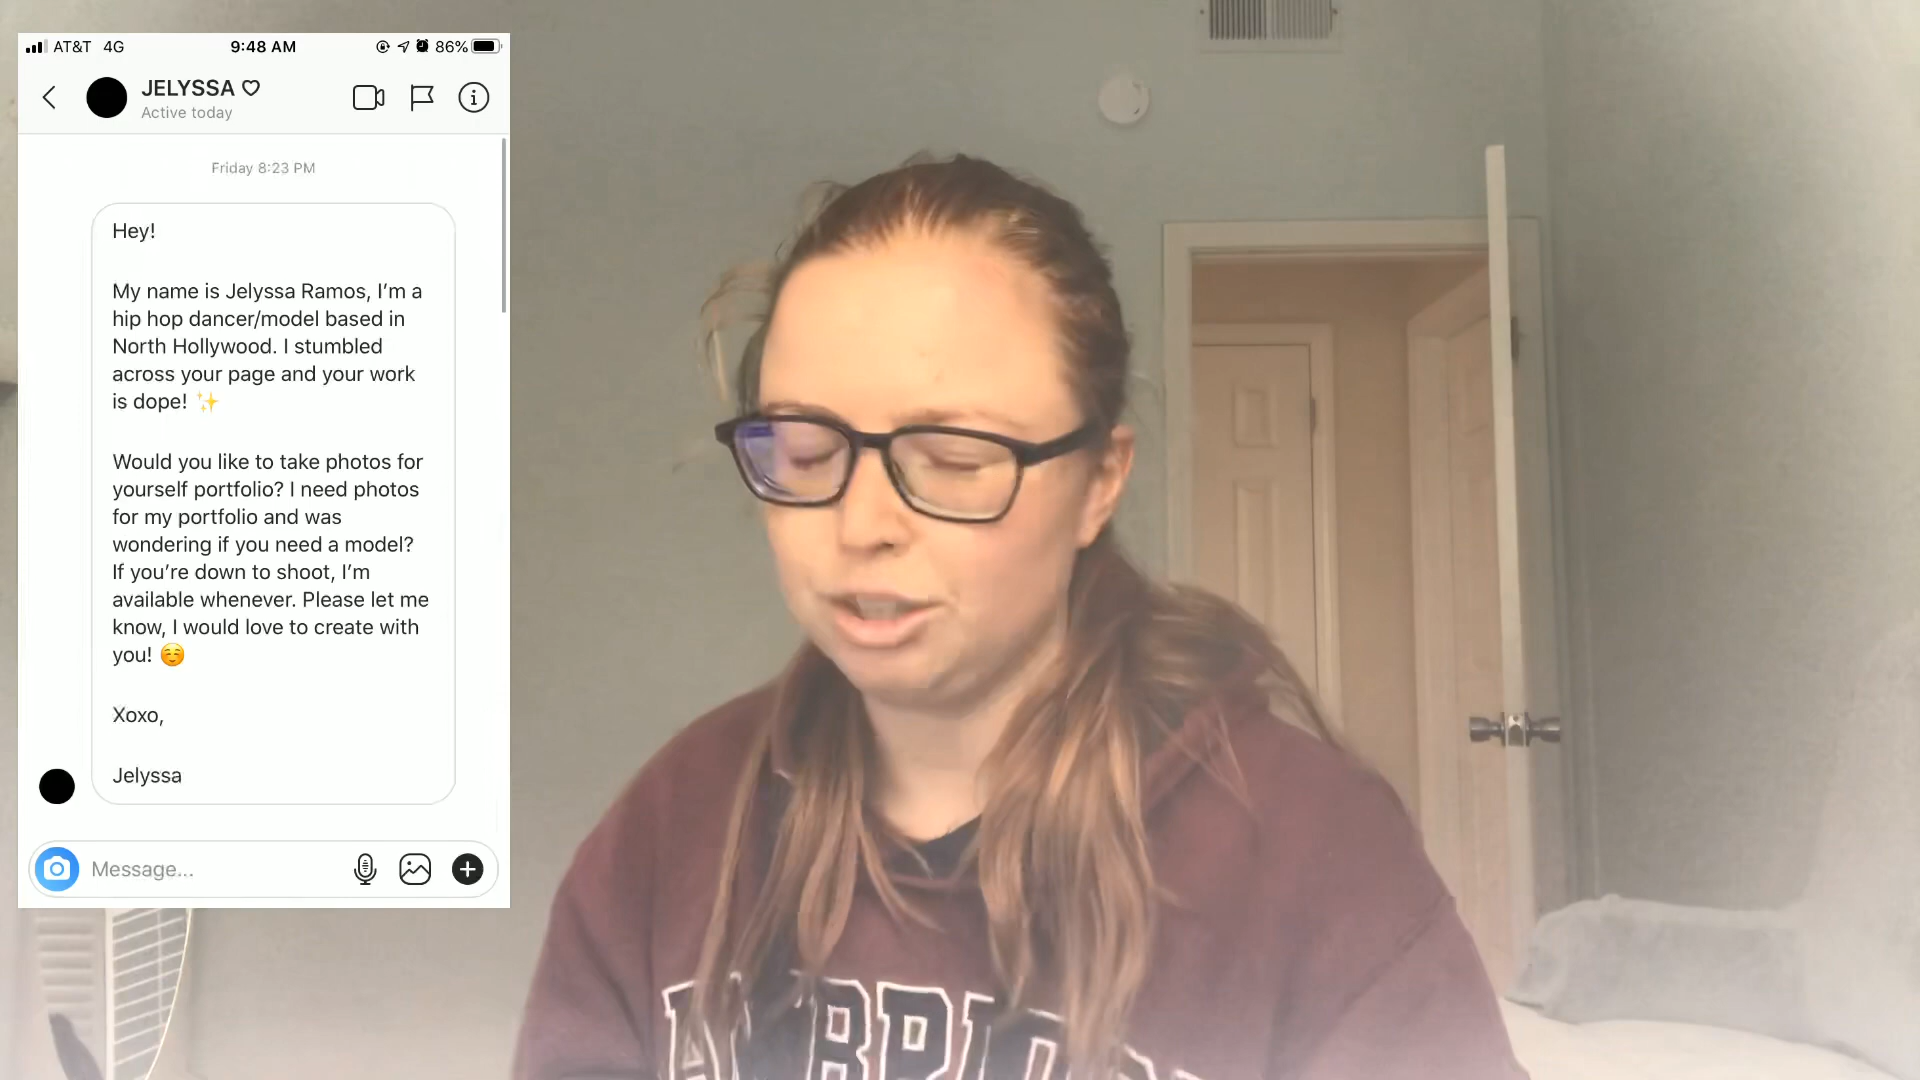 AT&T 4G 9:48 AM 86%
JELYSSA ♡
Active today
Friday 8:23 PM
Hey!
My name is Jelyssa Ramos, I’m a
hip hop dancer/model based in
North Hollywood. I stumbled
across your page and your work
is dope! ✨
Would you like to take photos for
yourself portfolio? I need photos
for my portfolio and was
wondering if you need a model?
If you’re down to shoot, I’m
available whenever. Please let me
know, I would love to create with
you! ☺️
Xoxo,
Jelyssa
Message...